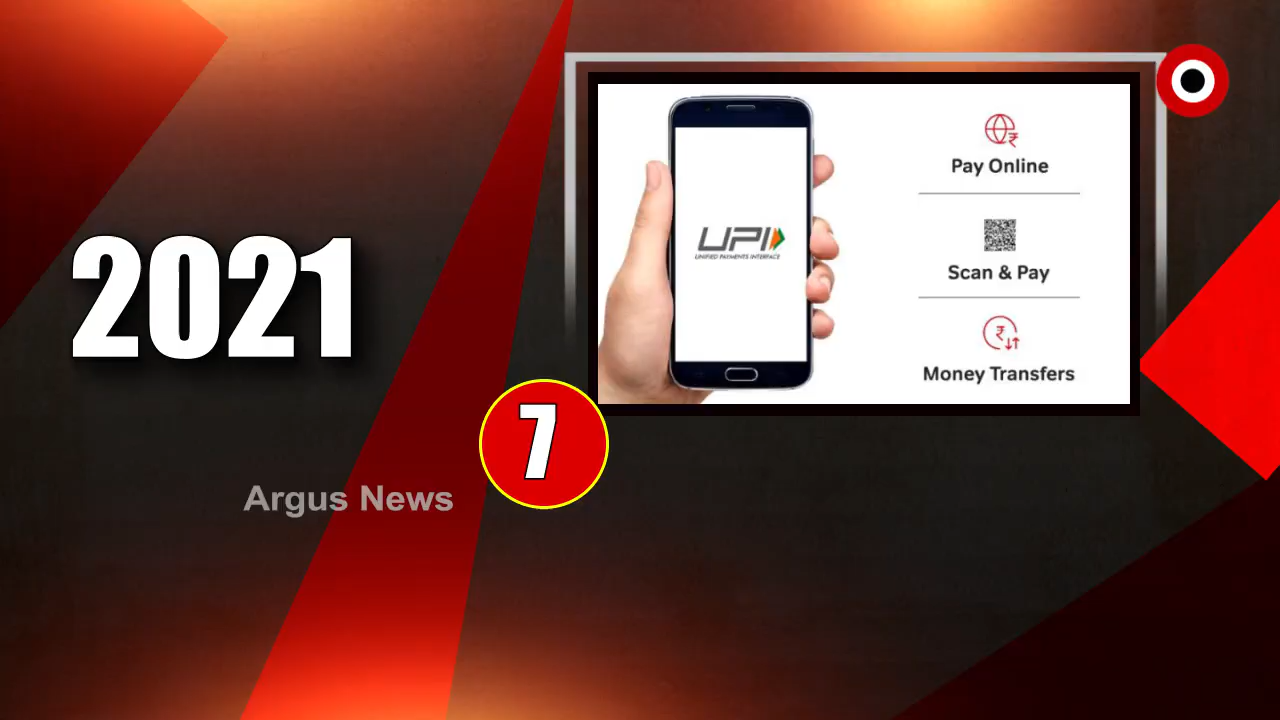 2021
Argus News
7
UPI
UNIFIED PAYMENTS INTERFACE
Pay Online
Scan & Pay
Money Transfers